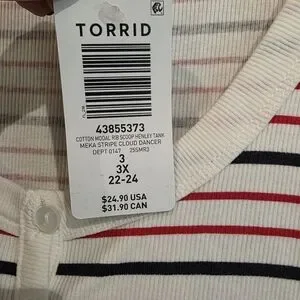 TORRID
43855373
COTTON MODAL RIB SCOOP HENLEY TANK
MEKA STRIPE CLOUD DANCER
DEPT 0147 25SMR3
3
3X
22-24
$24.90 USA
$31.90 CAN